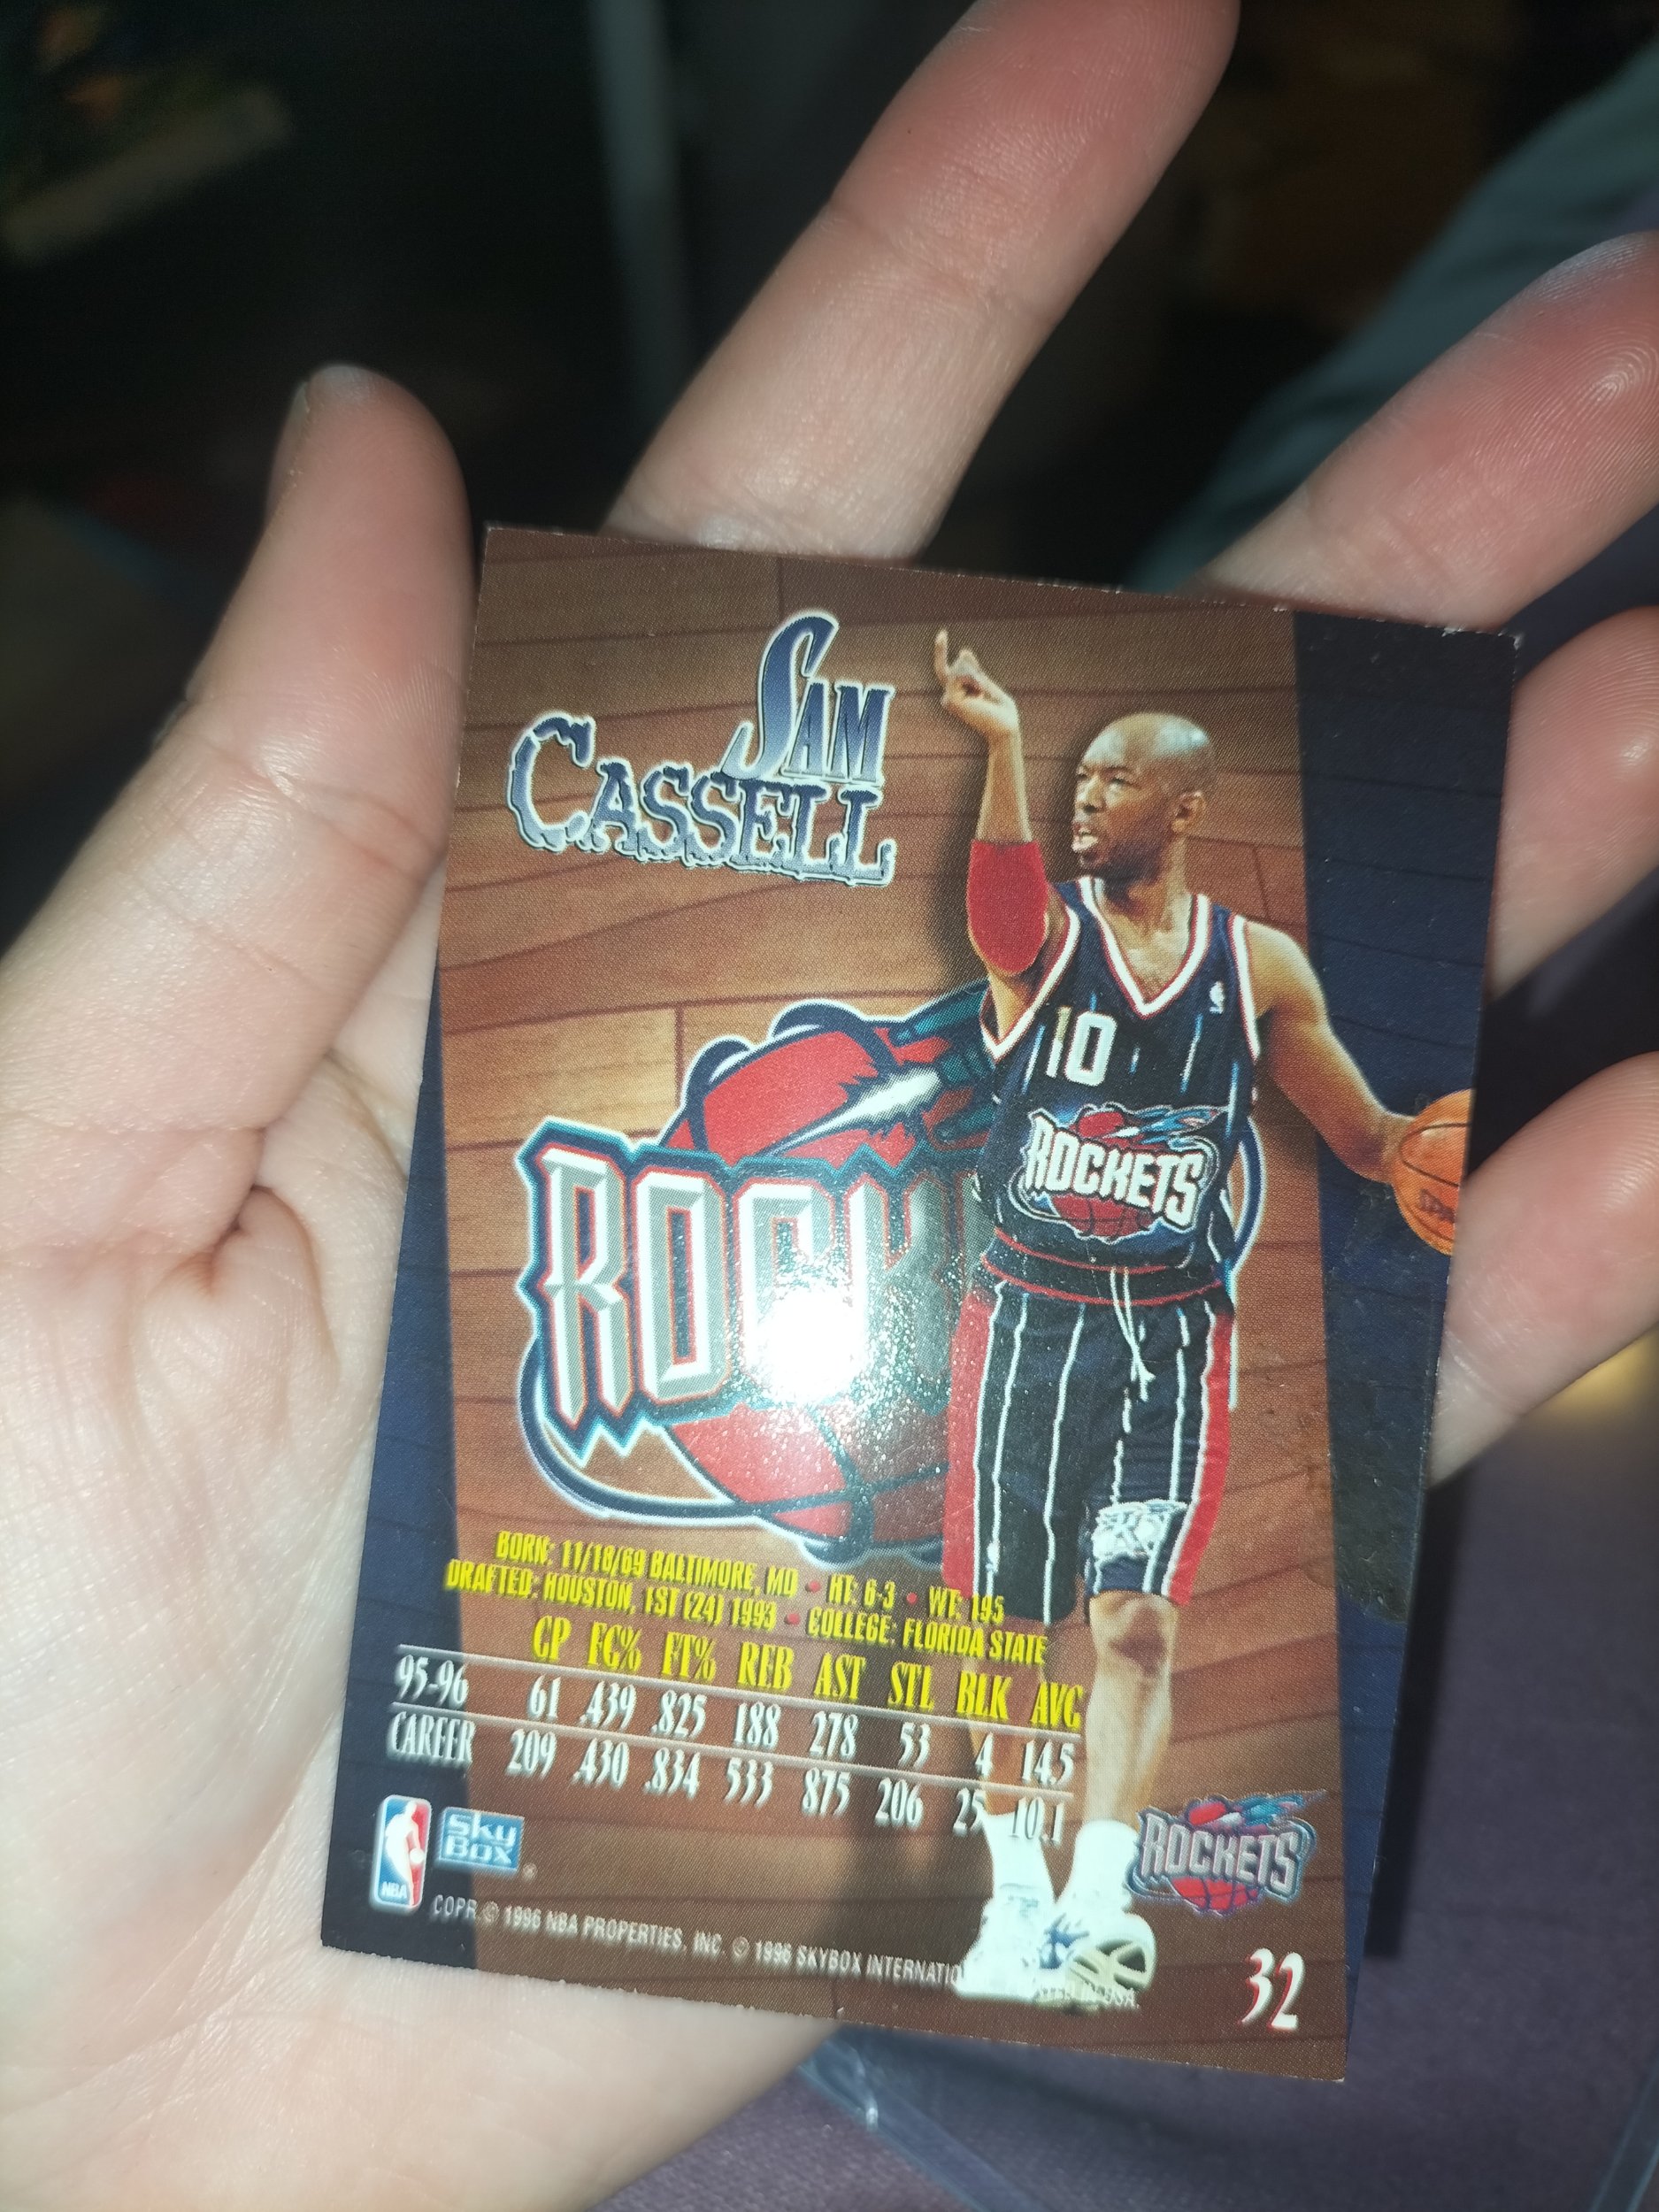 SAM
CASSELL
10
ROCKETS
ROCK
BORN: 11/18/69 BALTIMORE, MD • HT: 6-3 • WT: 195
DRAFTED: HOUSTON, 1ST (24) 1993 • COLLEGE: FLORIDA STATE
GP FG% FT% REB AST STL BLK AVG
95-96 61 .439 .825 188 278 53 4 14.5
CAREER 209 .430 .834 533 875 206 25 10.1
NBA
SkyBox
ROCKETS
COPR. © 1996 NBA PROPERTIES, INC. © 1996 SKYBOX INTERNATIO USA.
32